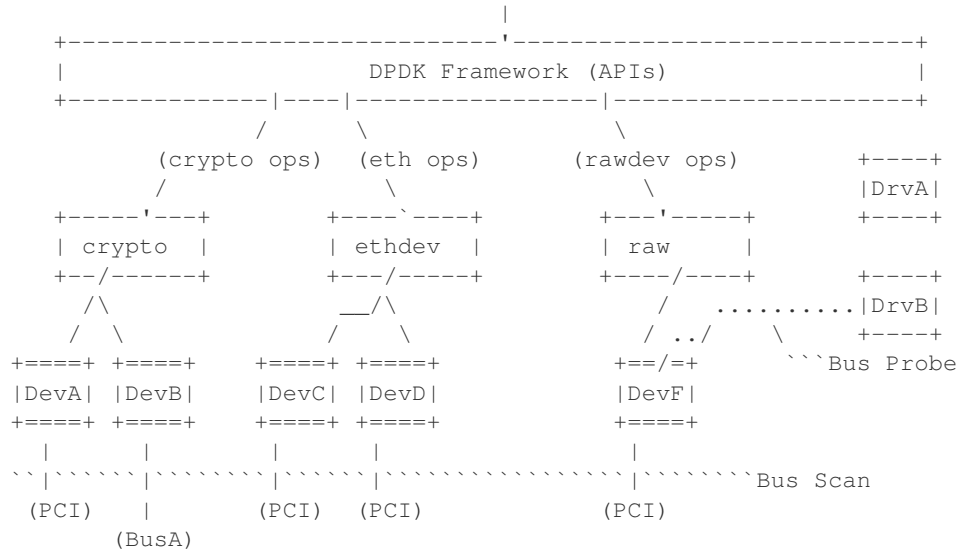 DPDK Framework (APIs)
(crypto ops) (eth ops) (rawdev ops)
DrvA
crypto ethdev raw
DrvB
Bus Probe
DevA DevB DevC DevD DevF
Bus Scan
(PCI) (PCI) (PCI) (PCI)
(BusA)